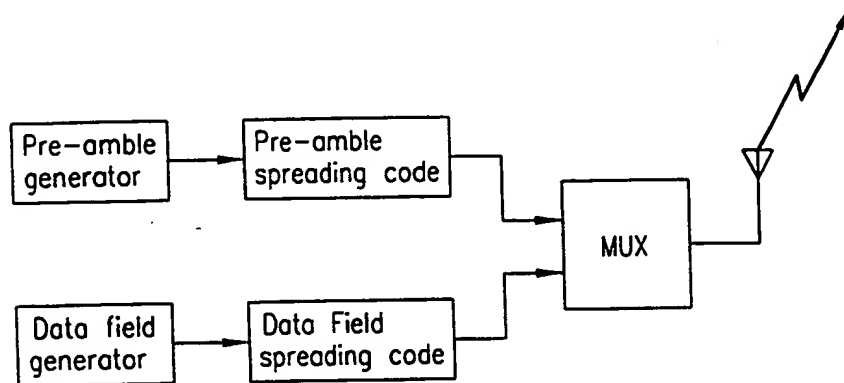 Pre-amble
generator
Pre-amble
spreading code
MUX
Data field
generator
Data Field
spreading code